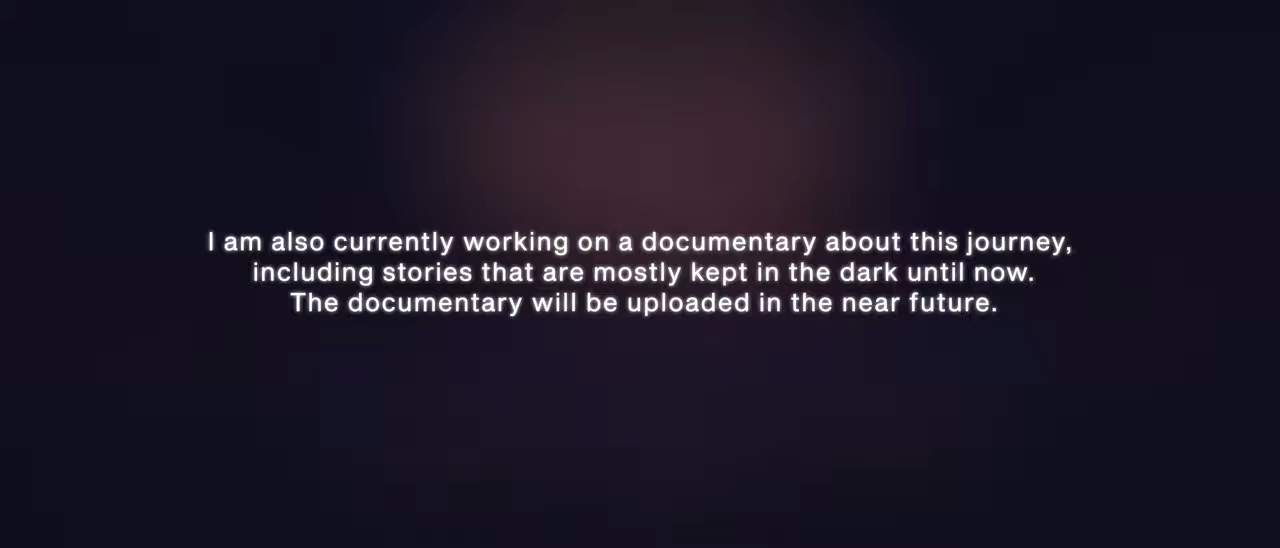 I am also currently working on a documentary about this journey,
including stories that are mostly kept in the dark until now.
The documentary will be uploaded in the near future.